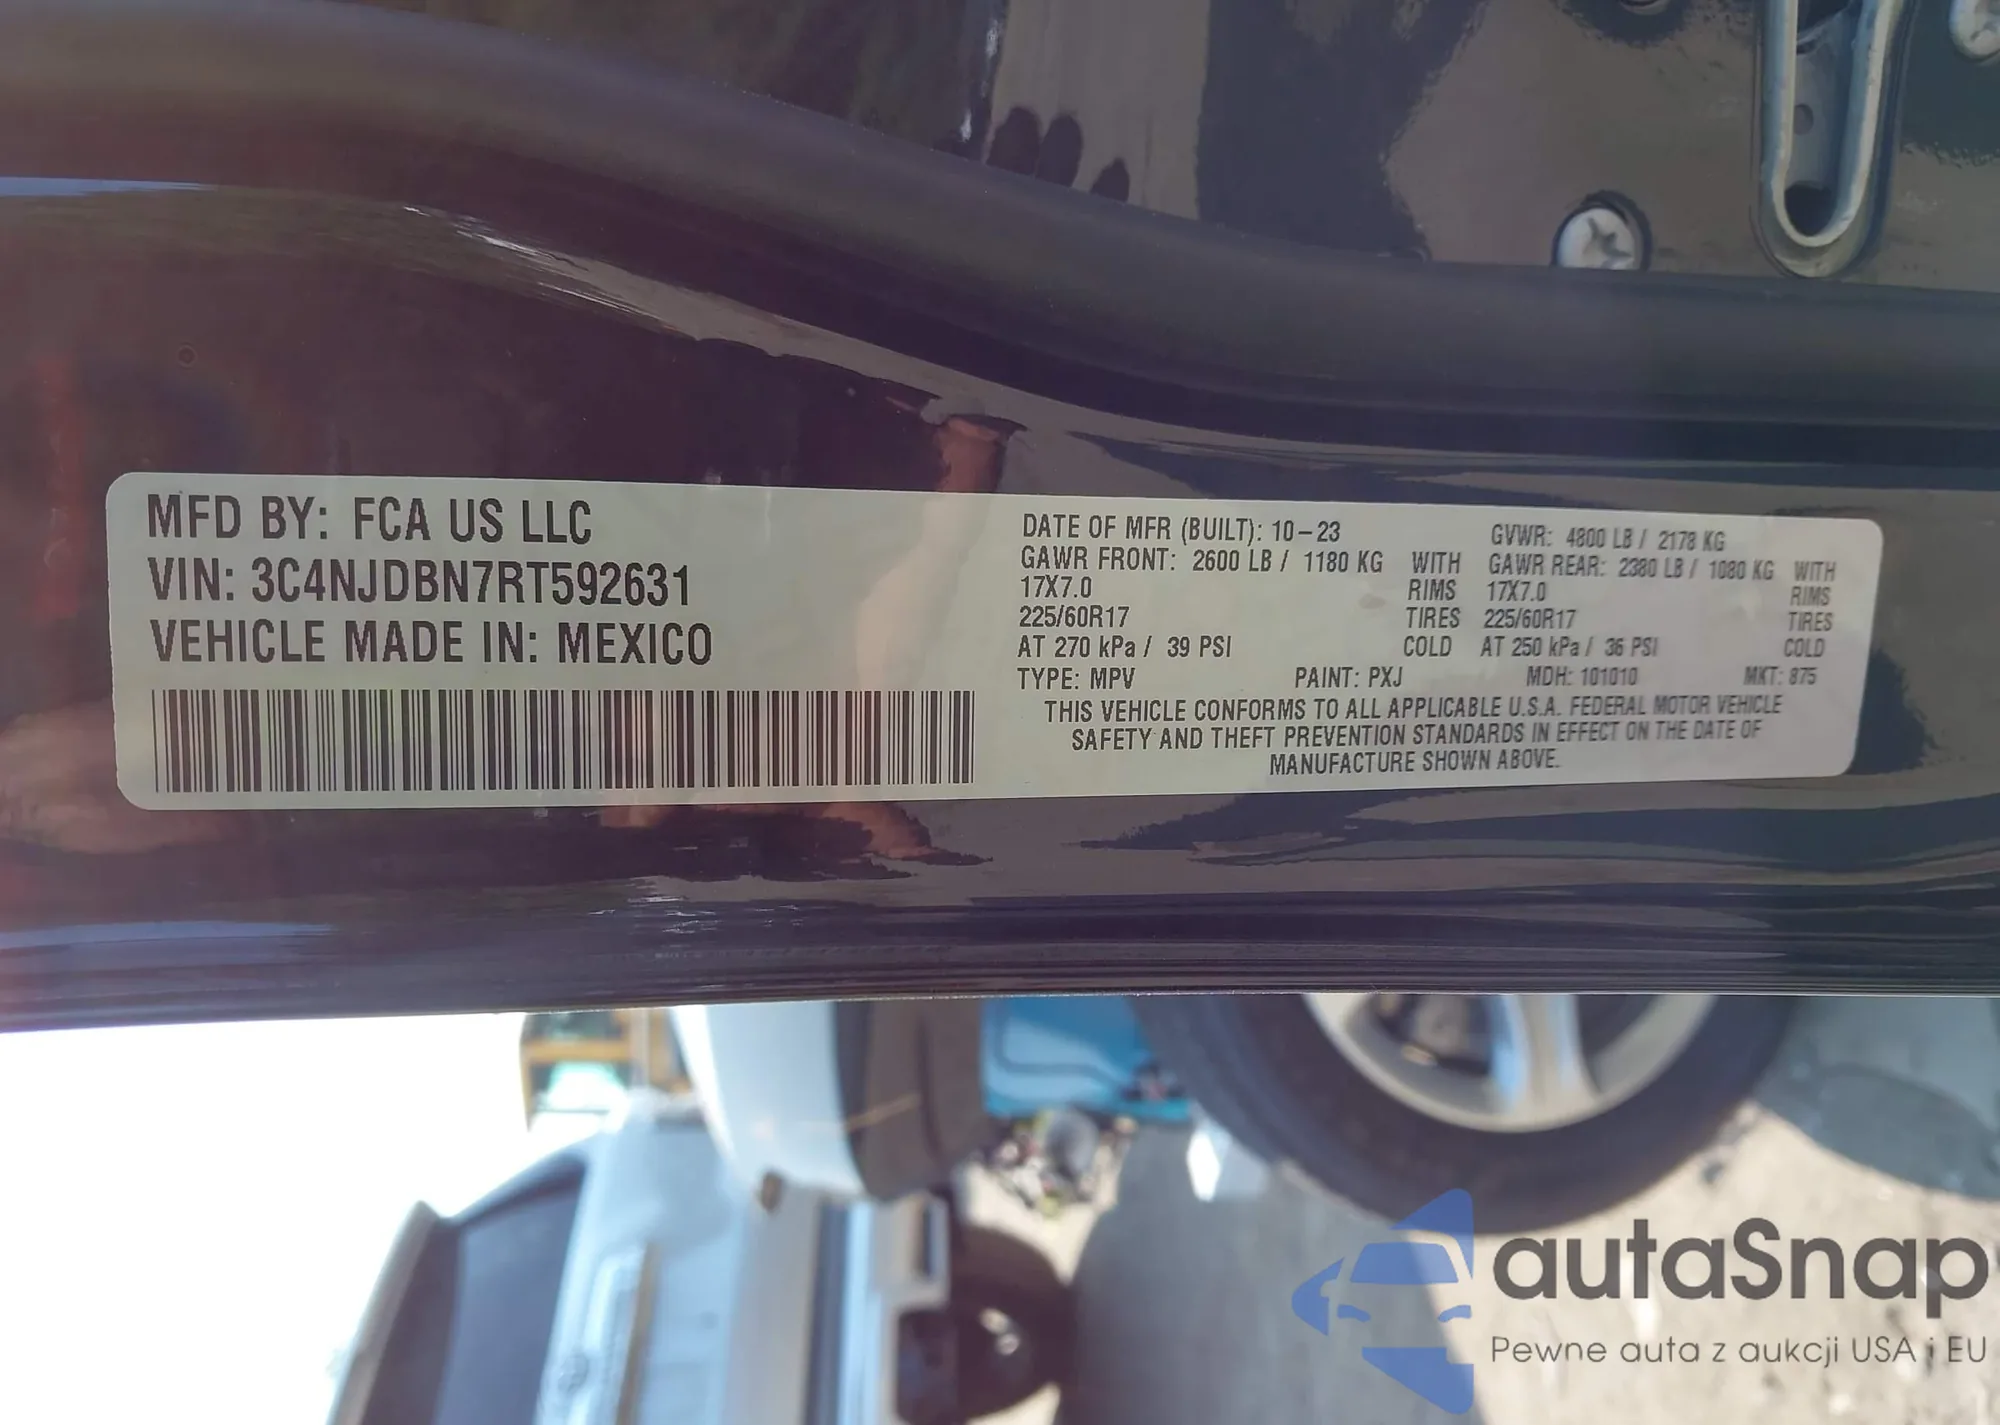 MFD BY: FCA US LLC
VIN: 3C4NJDBN7RT592631
VEHICLE MADE IN: MEXICO
DATE OF MFR (BUILT): 10-23 GVWR: 4800 LB / 2178 KG
GAWR FRONT: 2600 LB / 1180 KG WITH GAWR REAR: 2380 LB / 1080 KG WITH
17X7.0 RIMS 17X7.0 RIMS
225/60R17 TIRES 225/60R17 TIRES
AT 270 kPa / 39 PSI COLD AT 250 kPa / 36 PSI COLD
TYPE: MPV PAINT: PXJ MDH: 101010 MKT: 875
THIS VEHICLE CONFORMS TO ALL APPLICABLE U.S.A. FEDERAL MOTOR VEHICLE
SAFETY AND THEFT PREVENTION STANDARDS IN EFFECT ON THE DATE OF
MANUFACTURE SHOWN ABOVE.
autaSnap
Pewne auta z aukcji USA i EU